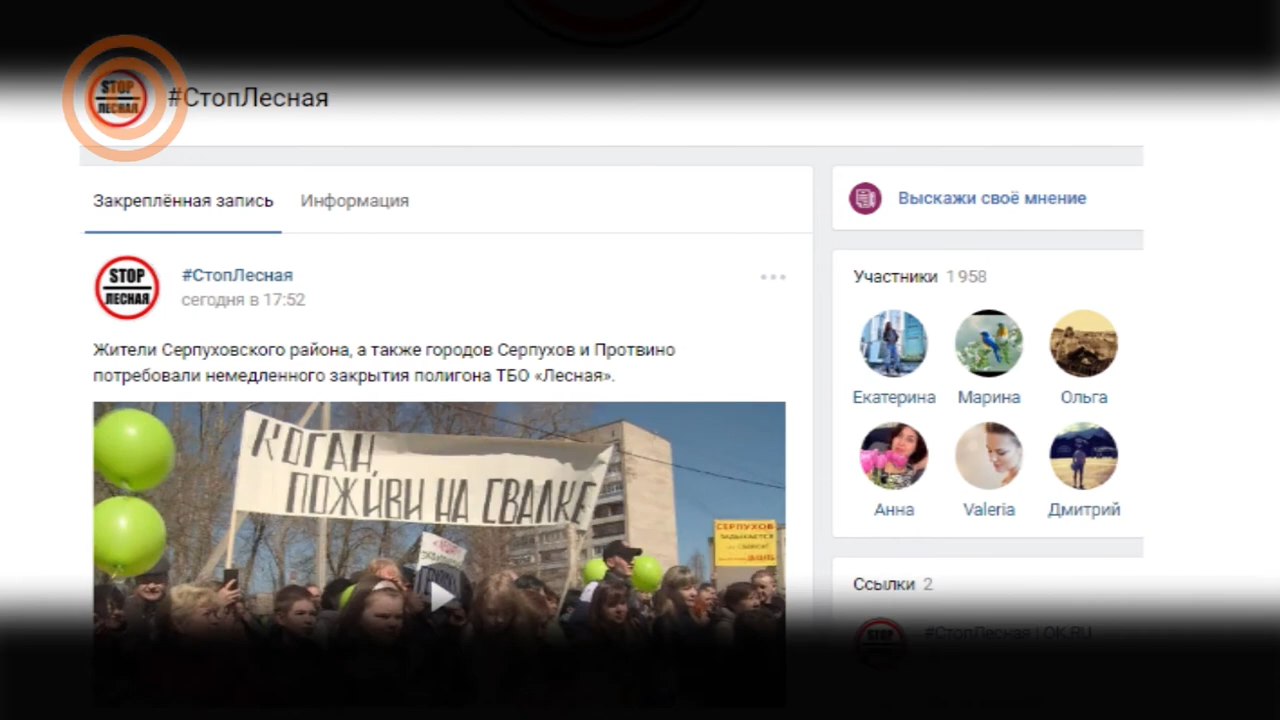 STOP
ЛЕСНАЯ
#СтопЛесная
Закреплённая запись
Информация
Выскажи своё мнение
STOP
ЛЕСНАЯ
#СтопЛесная
сегодня в 17:52
Участники 1 958
Жители Серпуховского района, а также городов Серпухов и Протвино
потребовали немедленного закрытия полигона ТБО «Лесная».
Екатерина
Марина
Ольга
КОГАН,
ПОЖИВИ НА СВАЛКЕ
СЕРПУХОВ
ЗАДЫХАЕТСЯ
Анна
Valeria
Дмитрий
Ссылки 2
STOP
#СтопЛесная | OK.RU